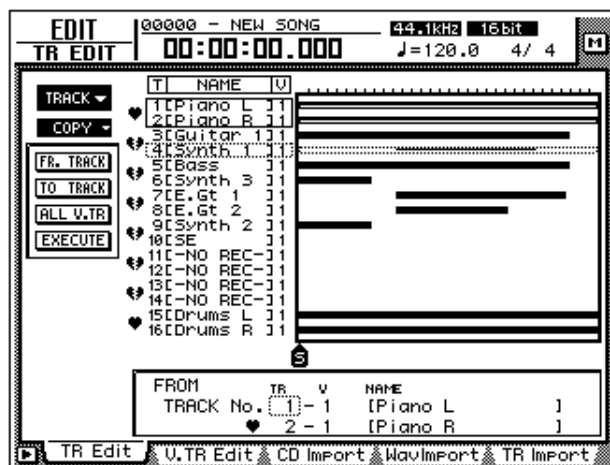 EDIT
TR EDIT
00000 - NEW SONG
00:00:00.000
44.1kHz 16bit
♩=120.0 4/ 4
M
TRACK
COPY
FR. TRACK
TO TRACK
ALL V.TR
EXECUTE
T NAME V
1[Piano L ]1
2[Piano R ]1
3[Guitar 1]1
4[Synth 1 ]1
5[Bass ]1
6[Synth 3 ]1
7[E.Gt 1 ]1
8[E.Gt 2 ]1
9[Synth 2 ]1
10[SE ]1
11[-NO REC-]1
12[-NO REC-]1
13[-NO REC-]1
14[-NO REC-]1
15[Drums L ]1
16[Drums R ]1
S
FROM TR V NAME
TRACK No. 1 - 1 [Piano L ]
♥ 2 - 1 [Piano R ]
TR Edit V.TR Edit CD Import WavImport TR Import